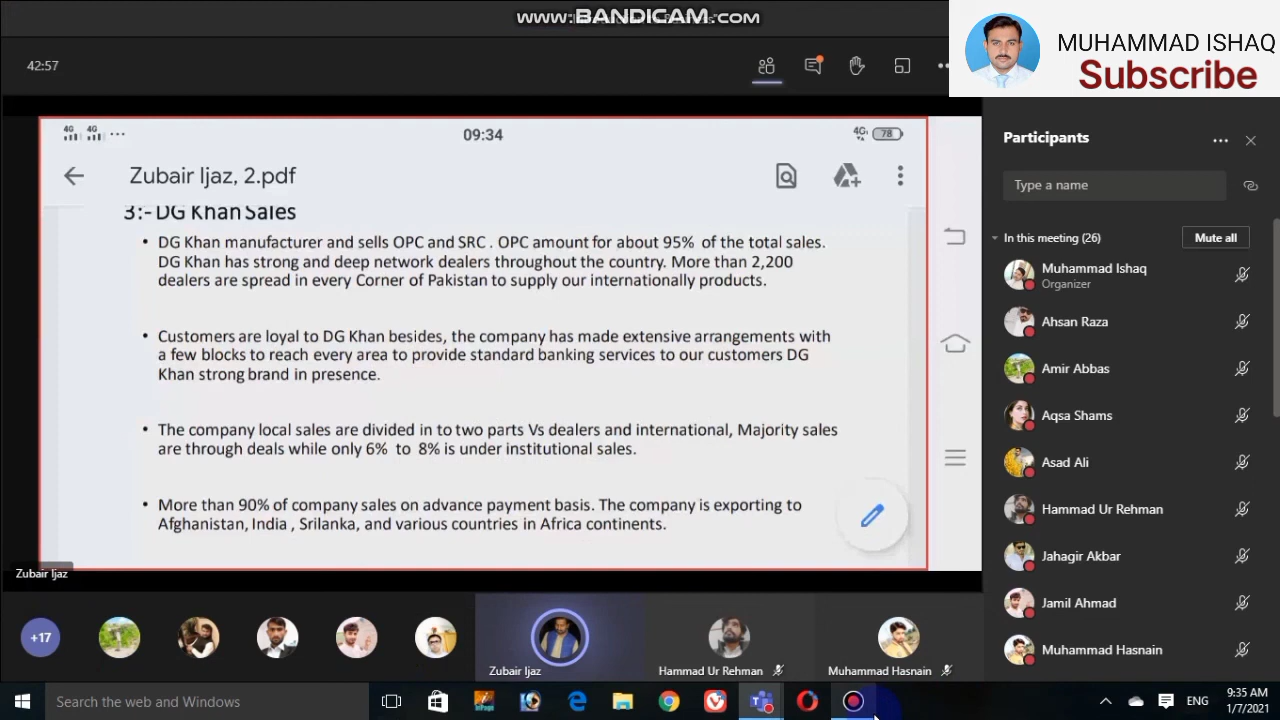 WWW.BANDICAM.COM
MUHAMMAD ISHAQ
Subscribe
42:57
4G 4G ...
09:34
4G 78
Zubair Ijaz, 2.pdf
3:- DG Khan Sales
• DG Khan manufacturer and sells OPC and SRC . OPC amount for about 95% of the total sales.
DG Khan has strong and deep network dealers throughout the country. More than 2,200
dealers are spread in every Corner of Pakistan to supply our internationally products.
• Customers are loyal to DG Khan besides, the company has made extensive arrangements with
a few blocks to reach every area to provide standard banking services to our customers DG
Khan strong brand in presence.
• The company local sales are divided in to two parts Vs dealers and international, Majority sales
are through deals while only 6% to 8% is under institutional sales.
• More than 90% of company sales on advance payment basis. The company is exporting to
Afghanistan, India , Srilanka, and various countries in Africa continents.
Zubair Ijaz
Participants
Type a name
In this meeting (26)
Mute all
Muhammad Ishaq
Organizer
Ahsan Raza
Amir Abbas
Aqsa Shams
Asad Ali
Hammad Ur Rehman
Jahagir Akbar
Jamil Ahmad
Muhammad Hasnain
+17
Zubair Ijaz
Hammad Ur Rehman
Muhammad Hasnain
Search the web and Windows
ENG
9:35 AM
1/7/2021